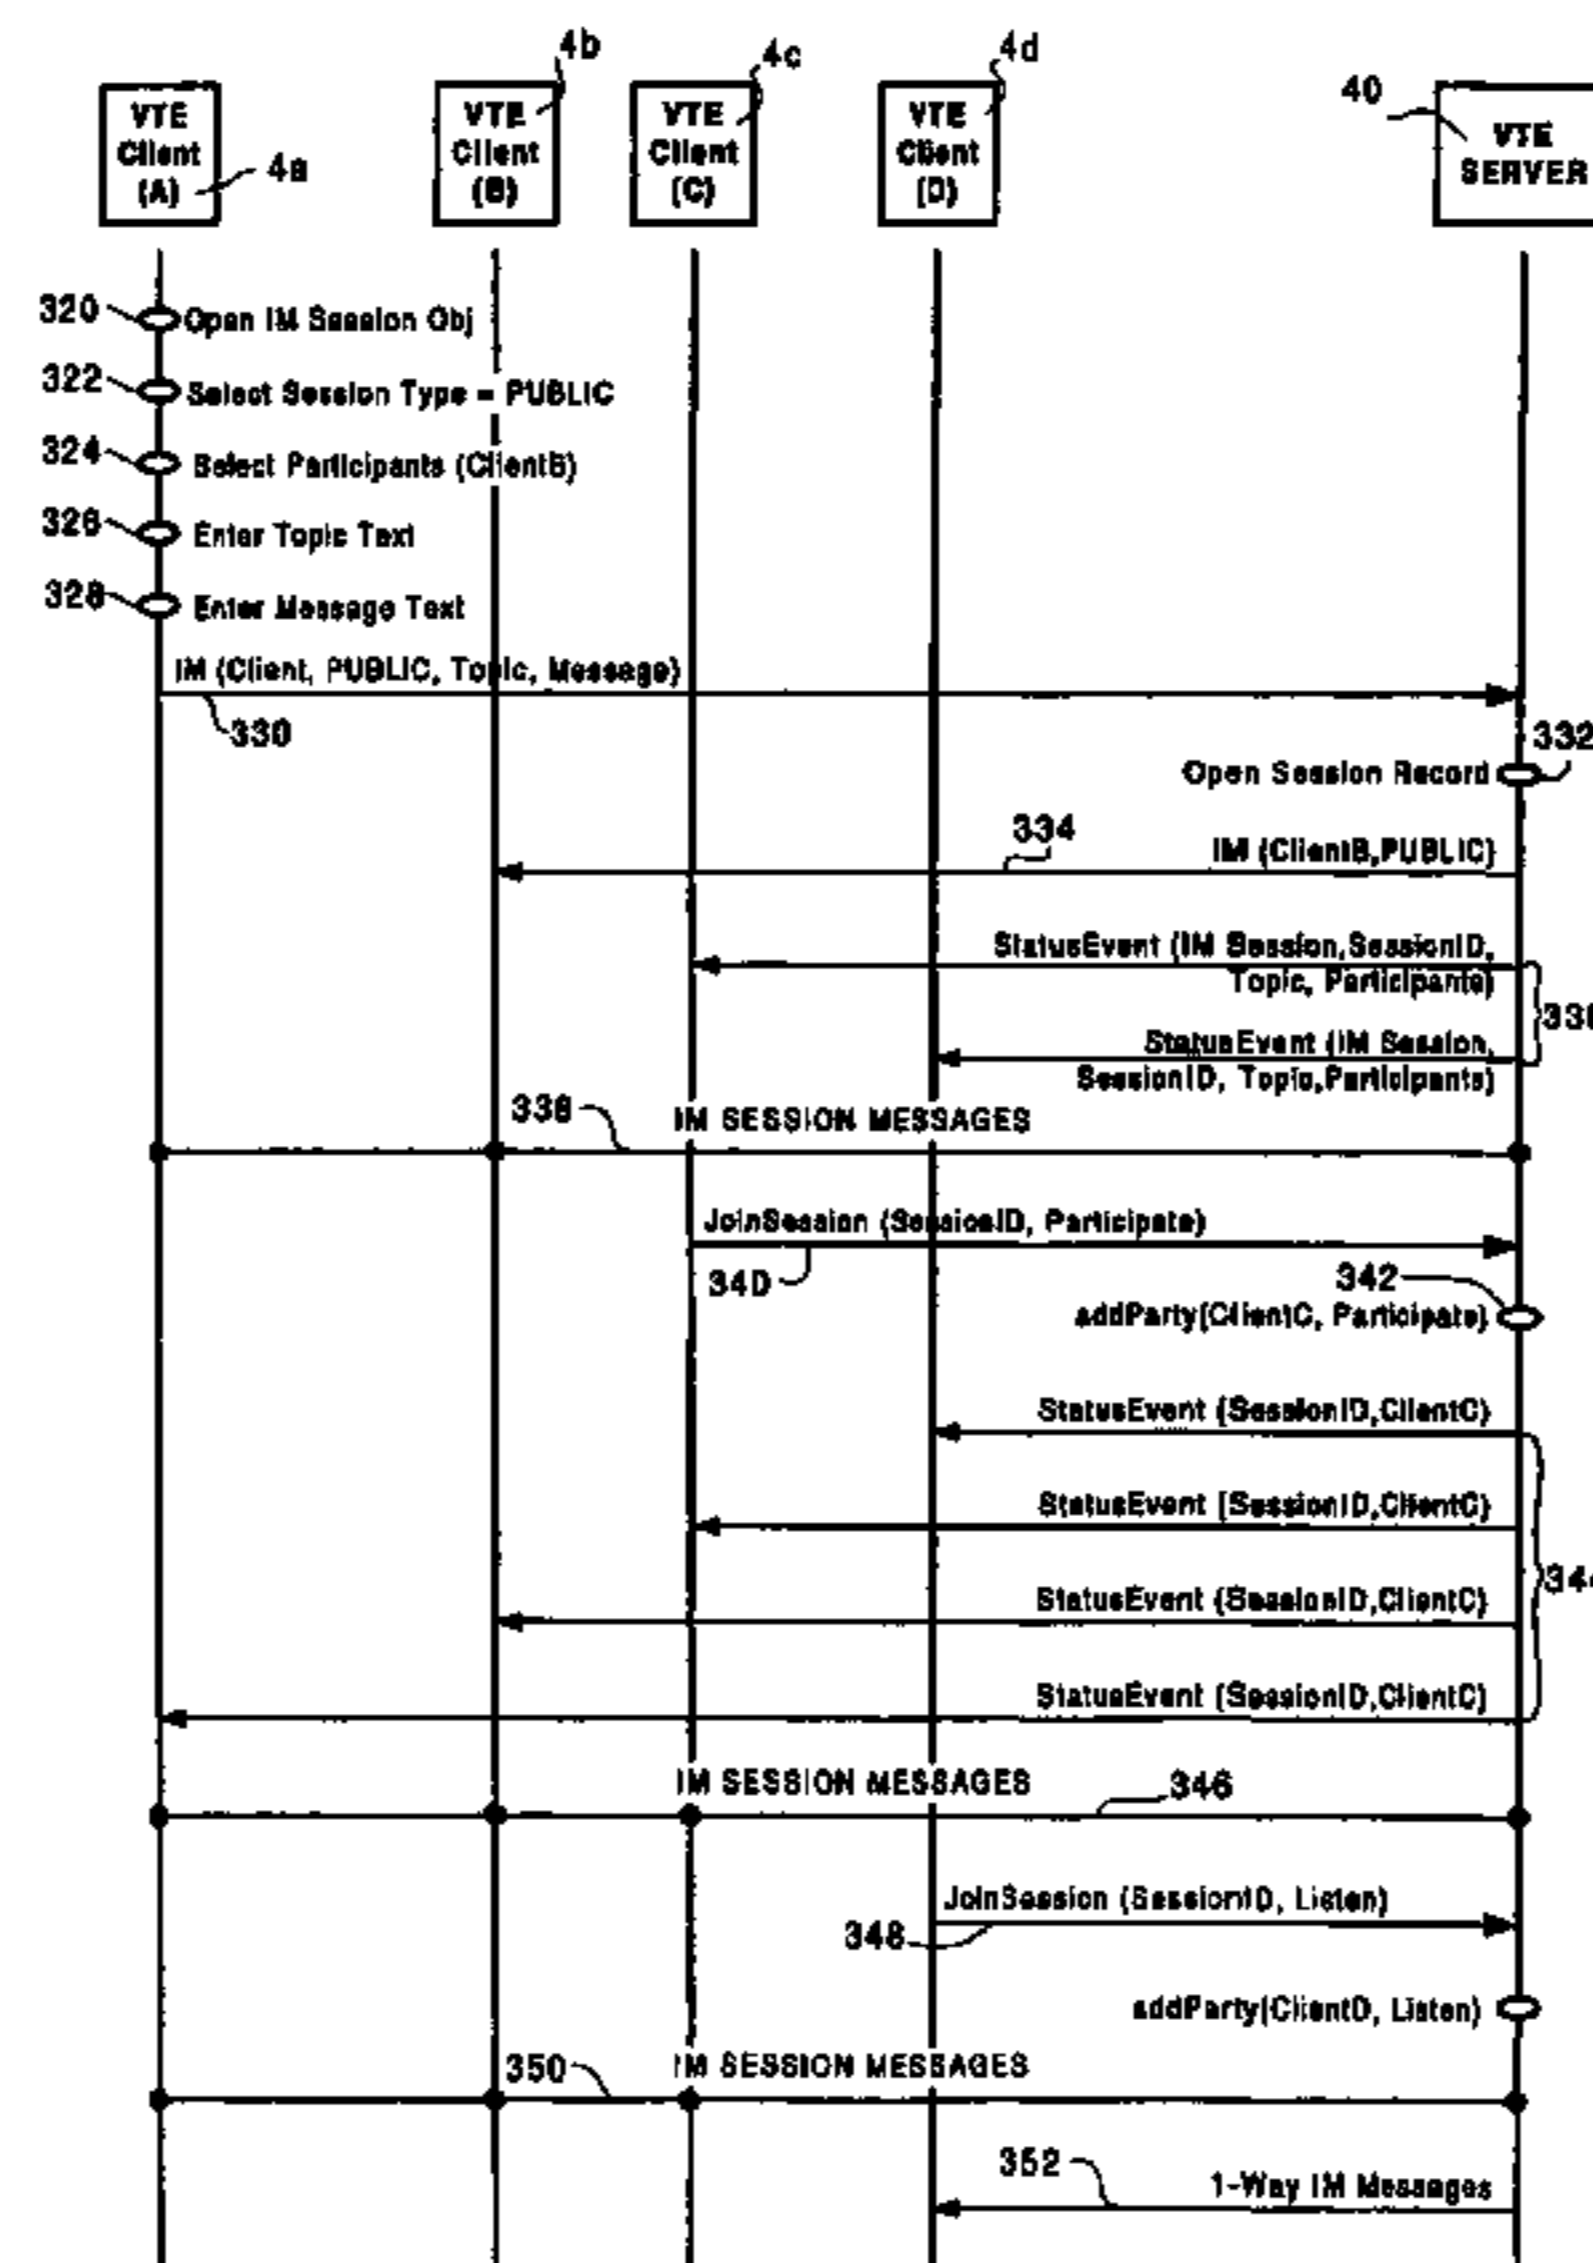 4b
4c
4d
40
VTE
Client
(A)
4a
VTE
Client
(B)
VTE
Client
(C)
VTE
Client
(D)
VTE
SERVER
320
Open IM Session Obj
322
Select Session Type = PUBLIC
324
Select Participants (ClientB)
326
Enter Topic Text
328
Enter Message Text
IM (Client, PUBLIC, Topic, Message)
330
332
Open Session Record
334
IM (ClientB,PUBLIC)
StatusEvent (IM Session,SessionID,
Topic, Participants)
StatusEvent (IM Session,
SessionID, Topic,Participants)
338
IM SESSION MESSAGES
JoinSession (SessionID, Participate)
340
342
addParty(ClientC, Participate)
StatusEvent (SessionID,ClientC)
StatusEvent (SessionID,ClientC)
344
StatusEvent (SessionID,ClientC)
StatusEvent (SessionID,ClientC)
IM SESSION MESSAGES
346
JoinSession (SessionID, Listen)
348
addParty(ClientD, Listen)
350
IM SESSION MESSAGES
352
1-Way IM Messages